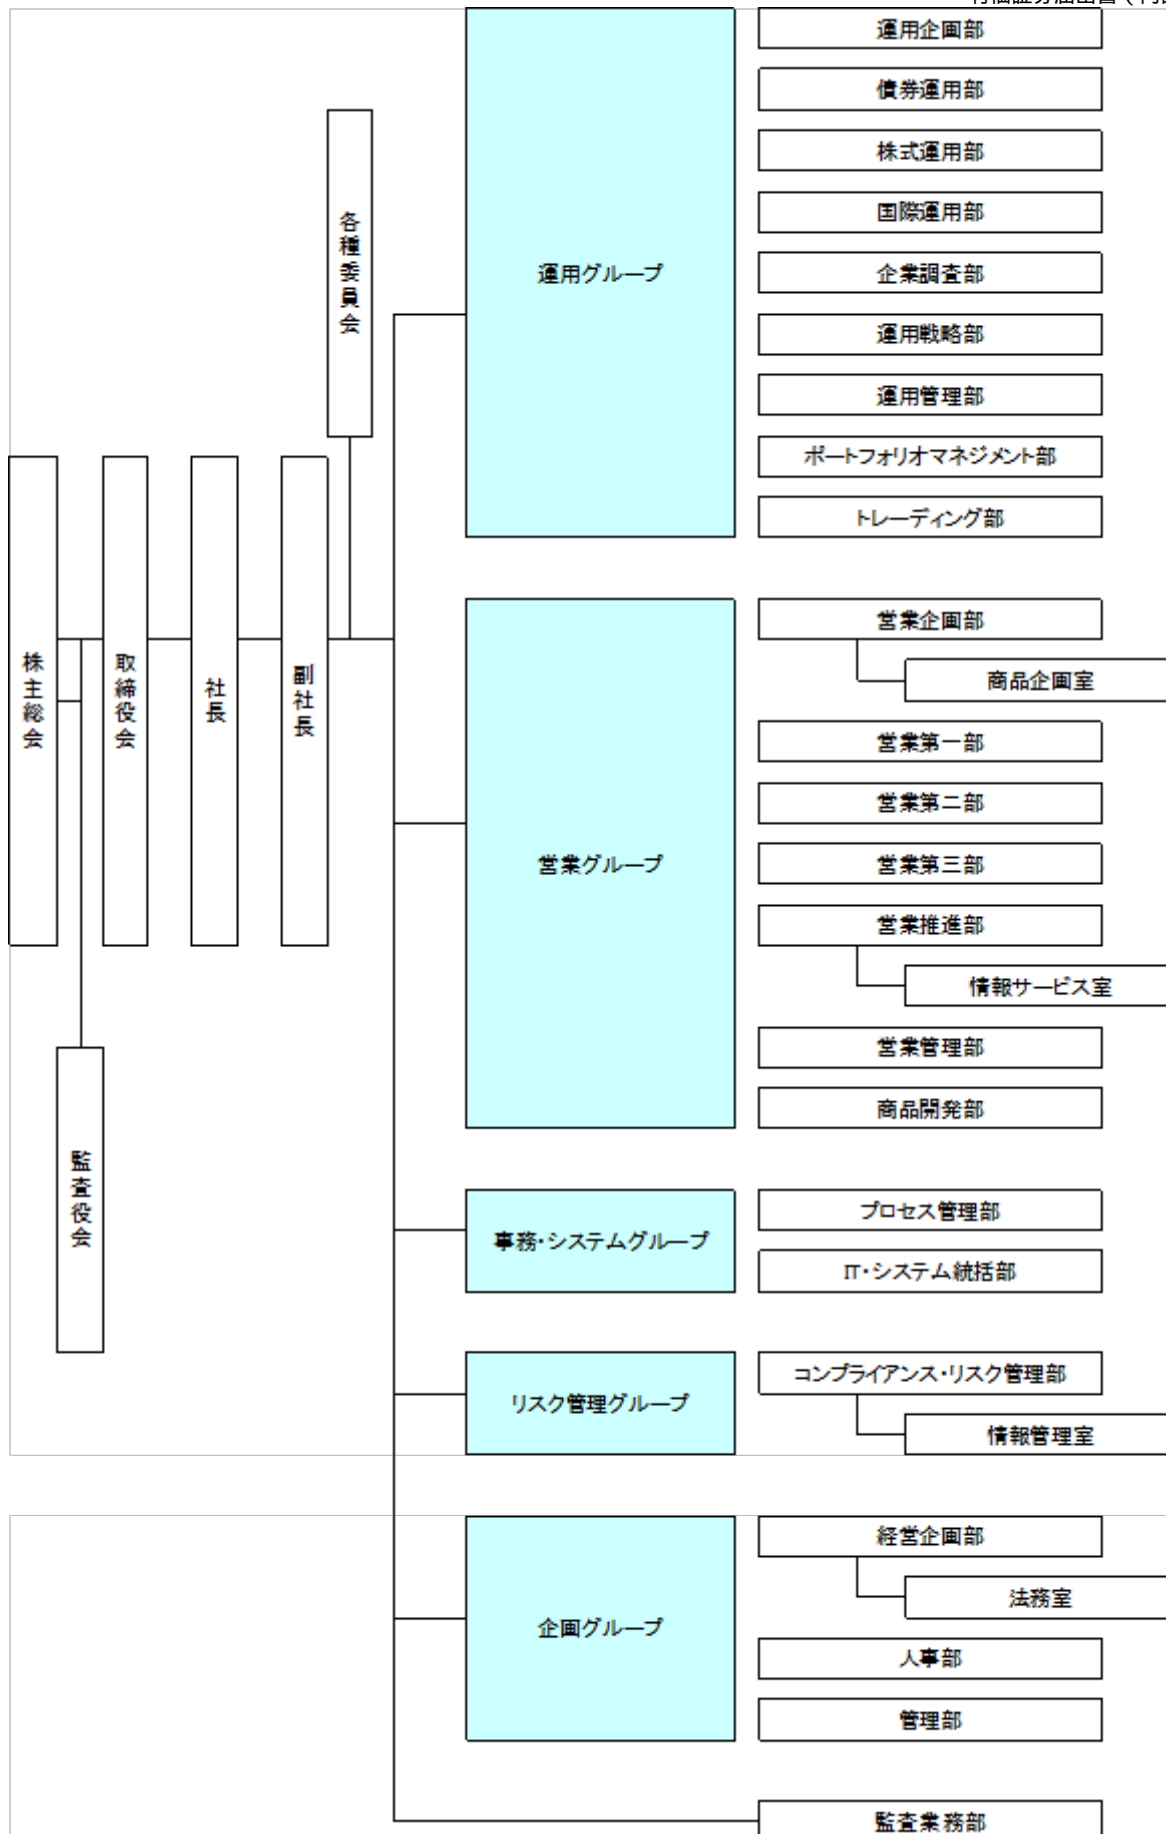 運用企画部
債券運用部
株式運用部
国際運用部
企業調査部
運用戦略部
運用管理部
ポートフォリオマネジメント部
トレーディング部
運用グループ
各種委員会
株主総会
取締役会
社長
副社長
監査役会
営業グループ
営業企画部
商品企画室
営業第一部
営業第二部
営業第三部
営業推進部
情報サービス室
営業管理部
商品開発部
事務・システムグループ
プロセス管理部
IT・システム統括部
リスク管理グループ
コンプライアンス・リスク管理部
情報管理室
企画グループ
経営企画部
法務室
人事部
管理部
監査業務部